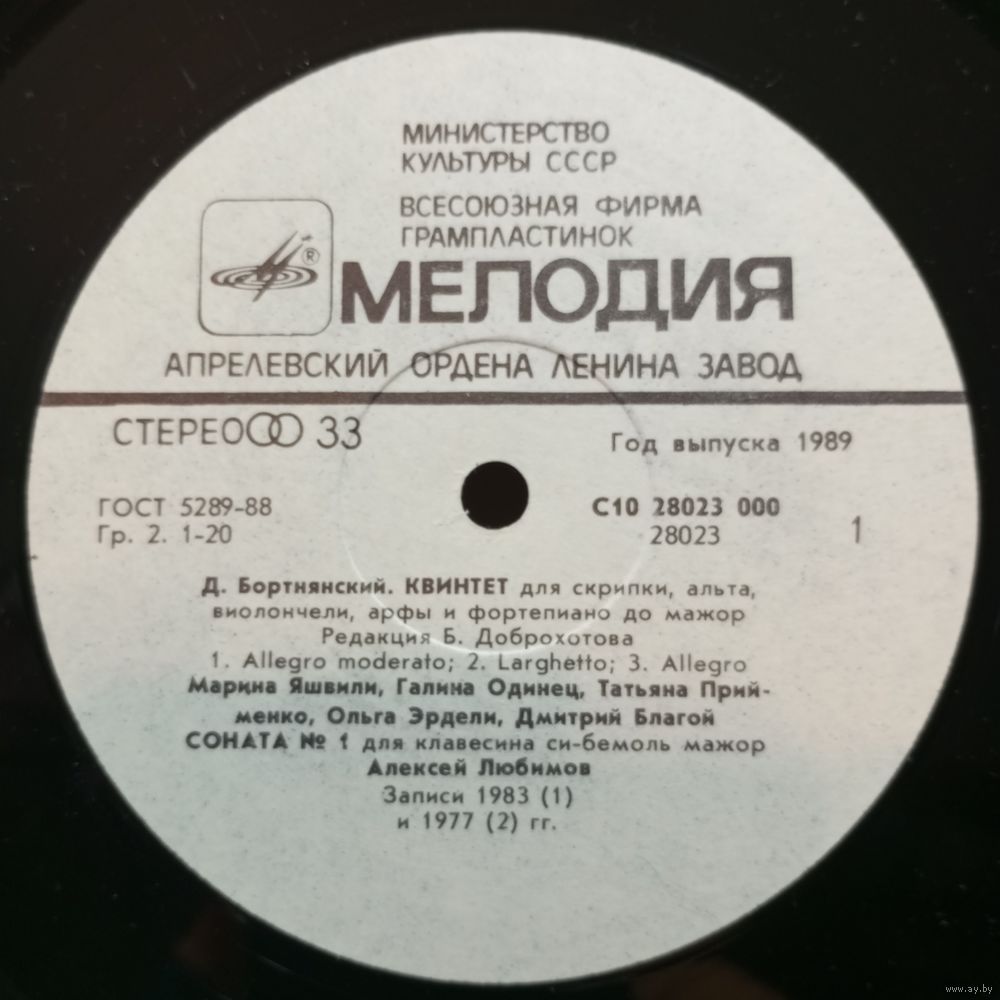 МИНИСТЕРСТВО
КУЛЬТУРЫ СССР
ВСЕСОЮЗНАЯ ФИРМА
ГРАМПЛАСТИНОК
®
МЕЛОДИЯ
АПРЕЛЕВСКИЙ ОРДЕНА ЛЕНИНА ЗАВОД
СТЕРЕО 33
Год выпуска 1989
ГОСТ 5289-88
С10 28023 000
Гр. 2. 1-20
28023
1
Д. Бортнянский. КВИНТЕТ для скрипки, альта,
виолончели, арфы и фортепиано до мажор
Редакция Б. Доброхотова
1. Allegro moderato; 2. Larghetto; 3. Allegro
Марина Яшвили, Галина Одинец, Татьяна Прий-
менко, Ольга Эрдели, Дмитрий Благой
СОНАТА № 1 для клавесина си-бемоль мажор
Алексей Любимов
Записи 1983 (1)
и 1977 (2) гг.
www.ay.by